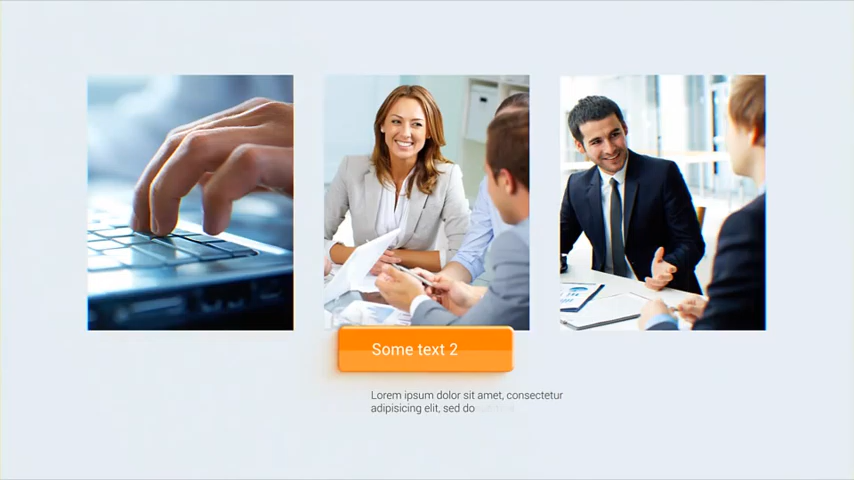 Some text 2
Lorem ipsum dolor sit amet, consectetur
adipisicing elit, sed do